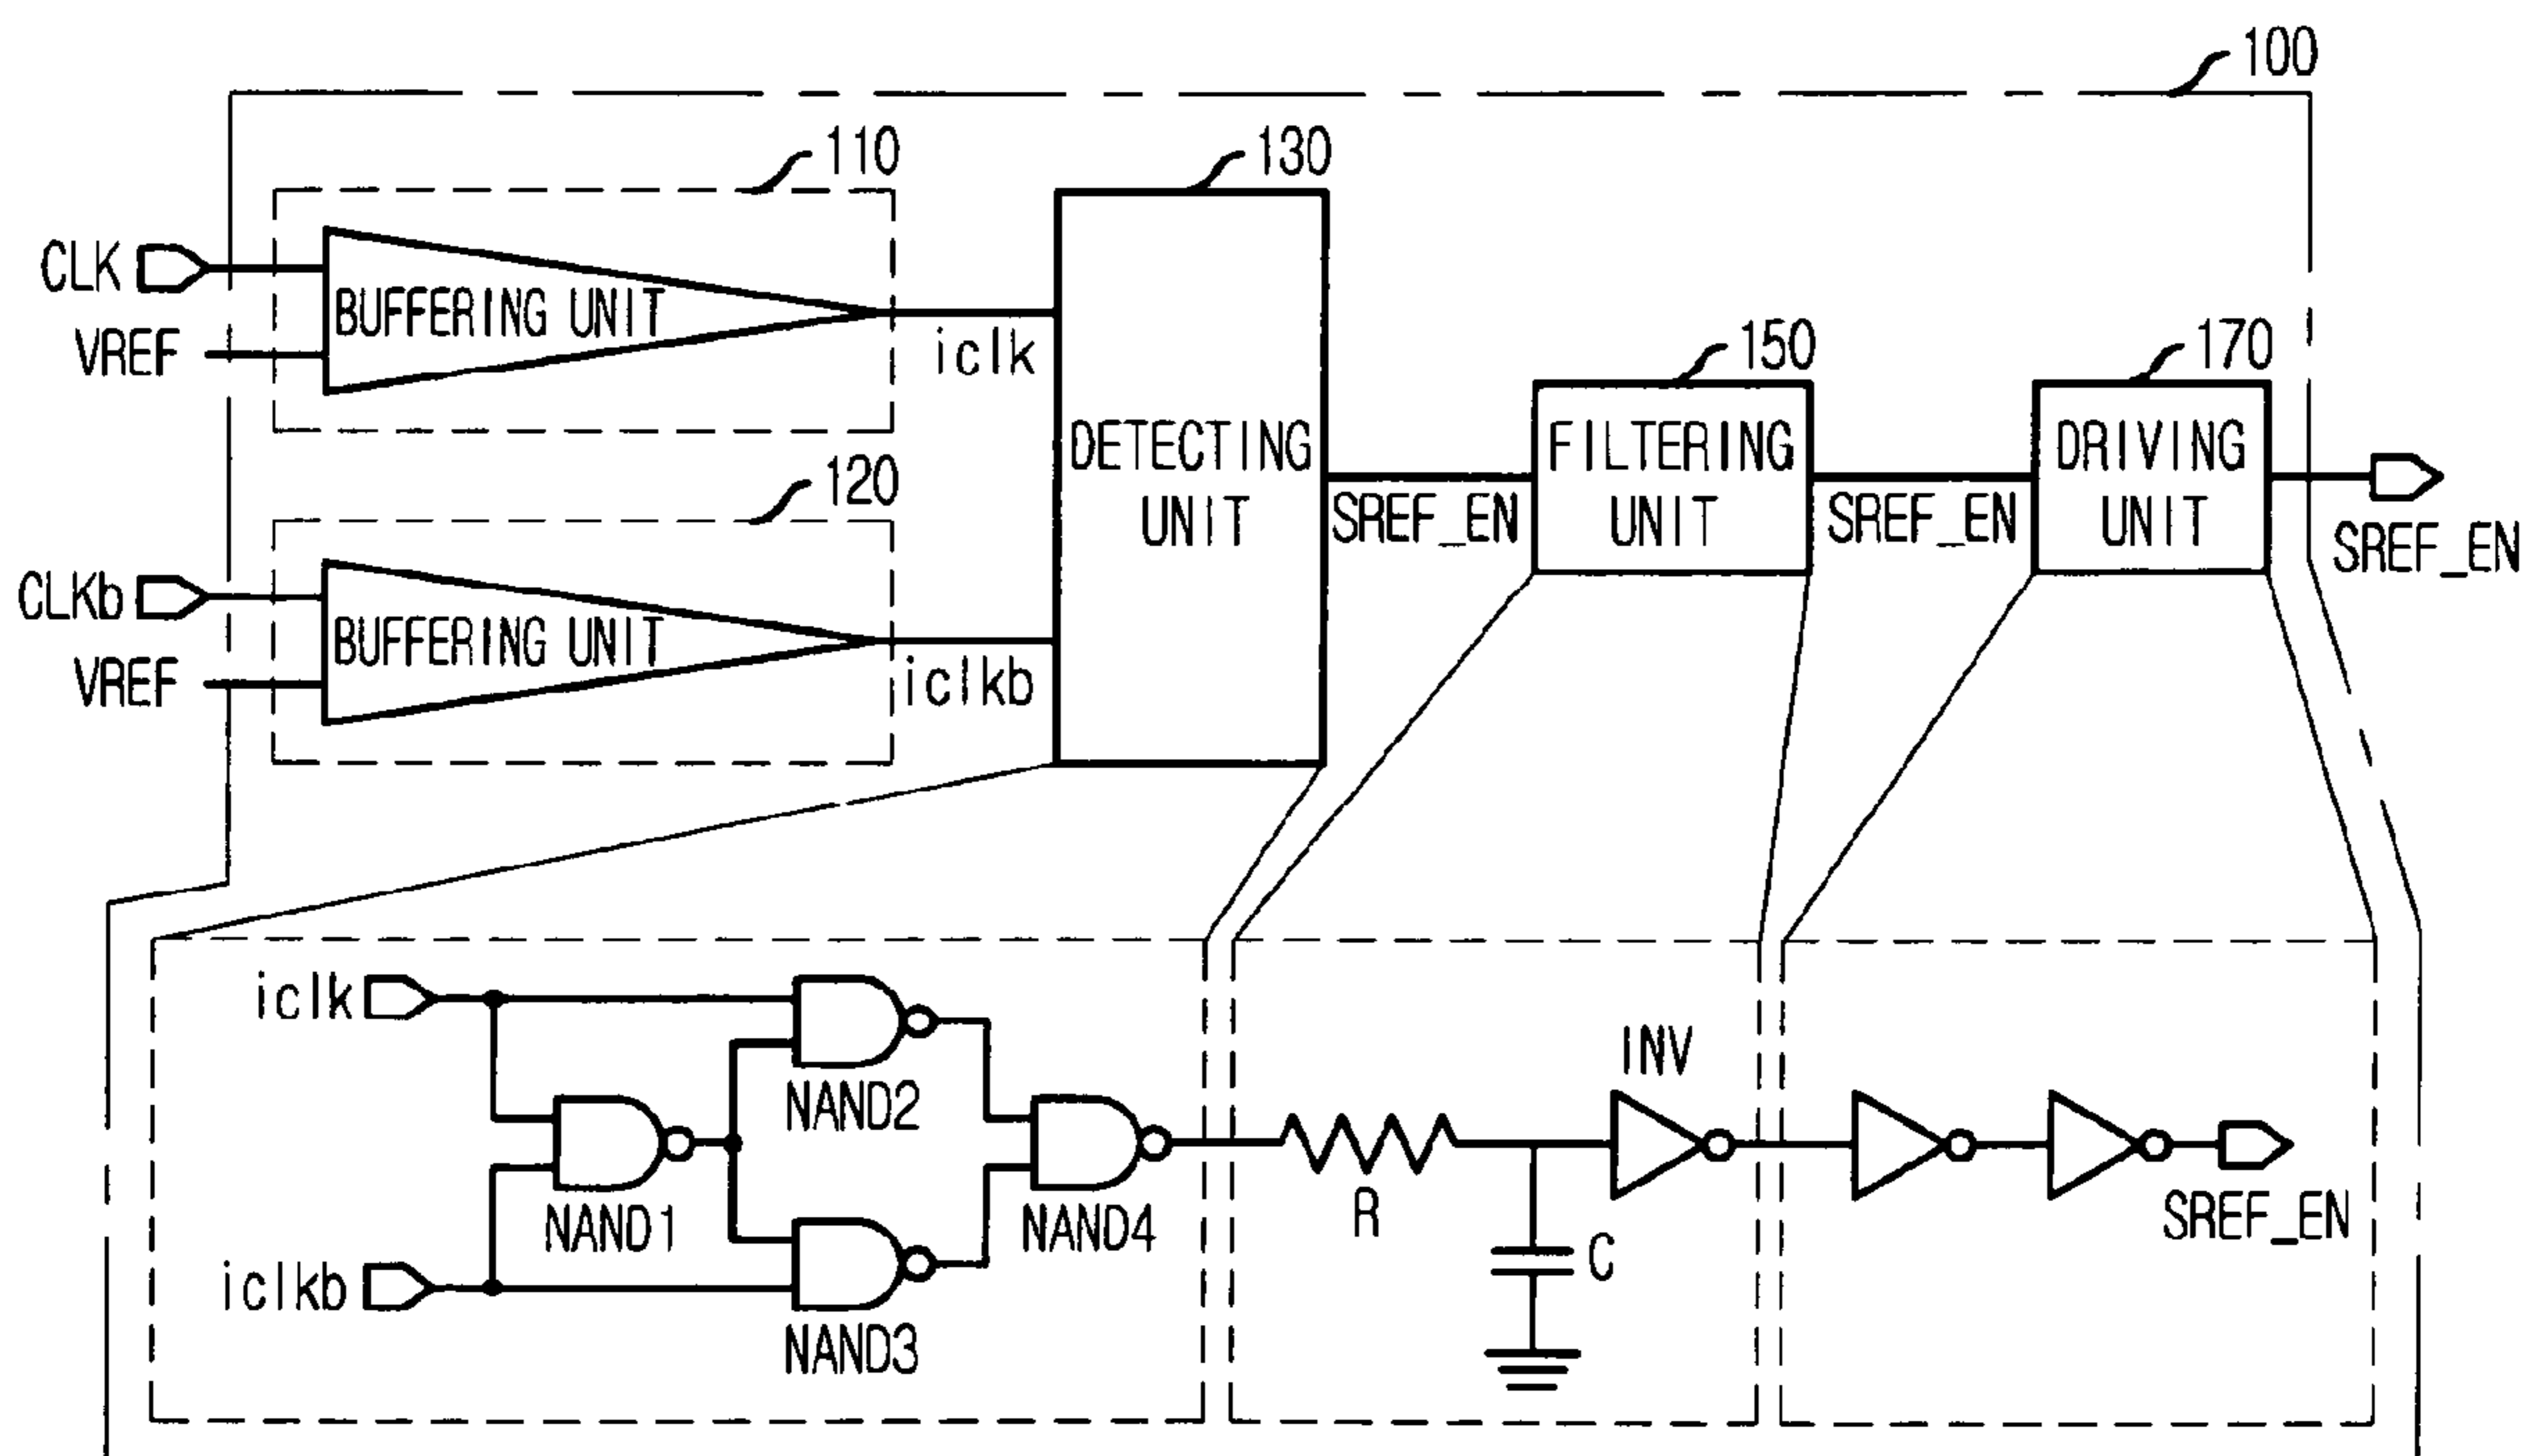 100
110
130
CLK
BUFFERING UNIT
VREF
iclk
150
170
DETECTING
UNIT
FILTERING
UNIT
DRIVING
UNIT
SREF_EN
SREF_EN
SREF_EN
120
CLKb
BUFFERING UNIT
VREF
iclkb
iclk
NAND2
INV
NAND1
NAND4
R
C
SREF_EN
iclkb
NAND3